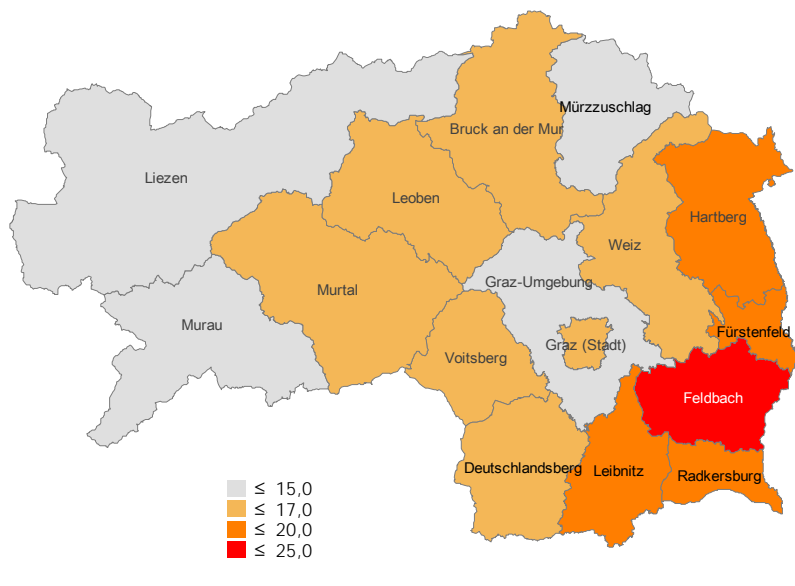 Mürzzuschlag
Bruck an der Mur
Liezen
Leoben
Hartberg
Weiz
Graz-Umgebung
Murtal
Murau
Fürstenfeld
Graz (Stadt)
Voitsberg
Feldbach
Deutschlandsberg
Leibnitz
Radkersburg
≤ 15,0
≤ 17,0
≤ 20,0
≤ 25,0